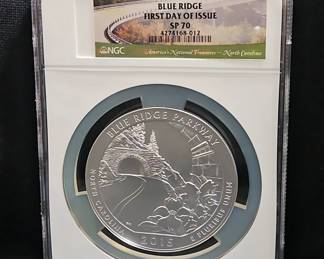 BLUE RIDGE
FIRST DAY OF ISSUE
SP 70
4278168-012
NGC
America's National Treasures - North Carolina
BLUE RIDGE PARKWAY
NORTH CAROLINA
2015
E PLURIBUS UNUM